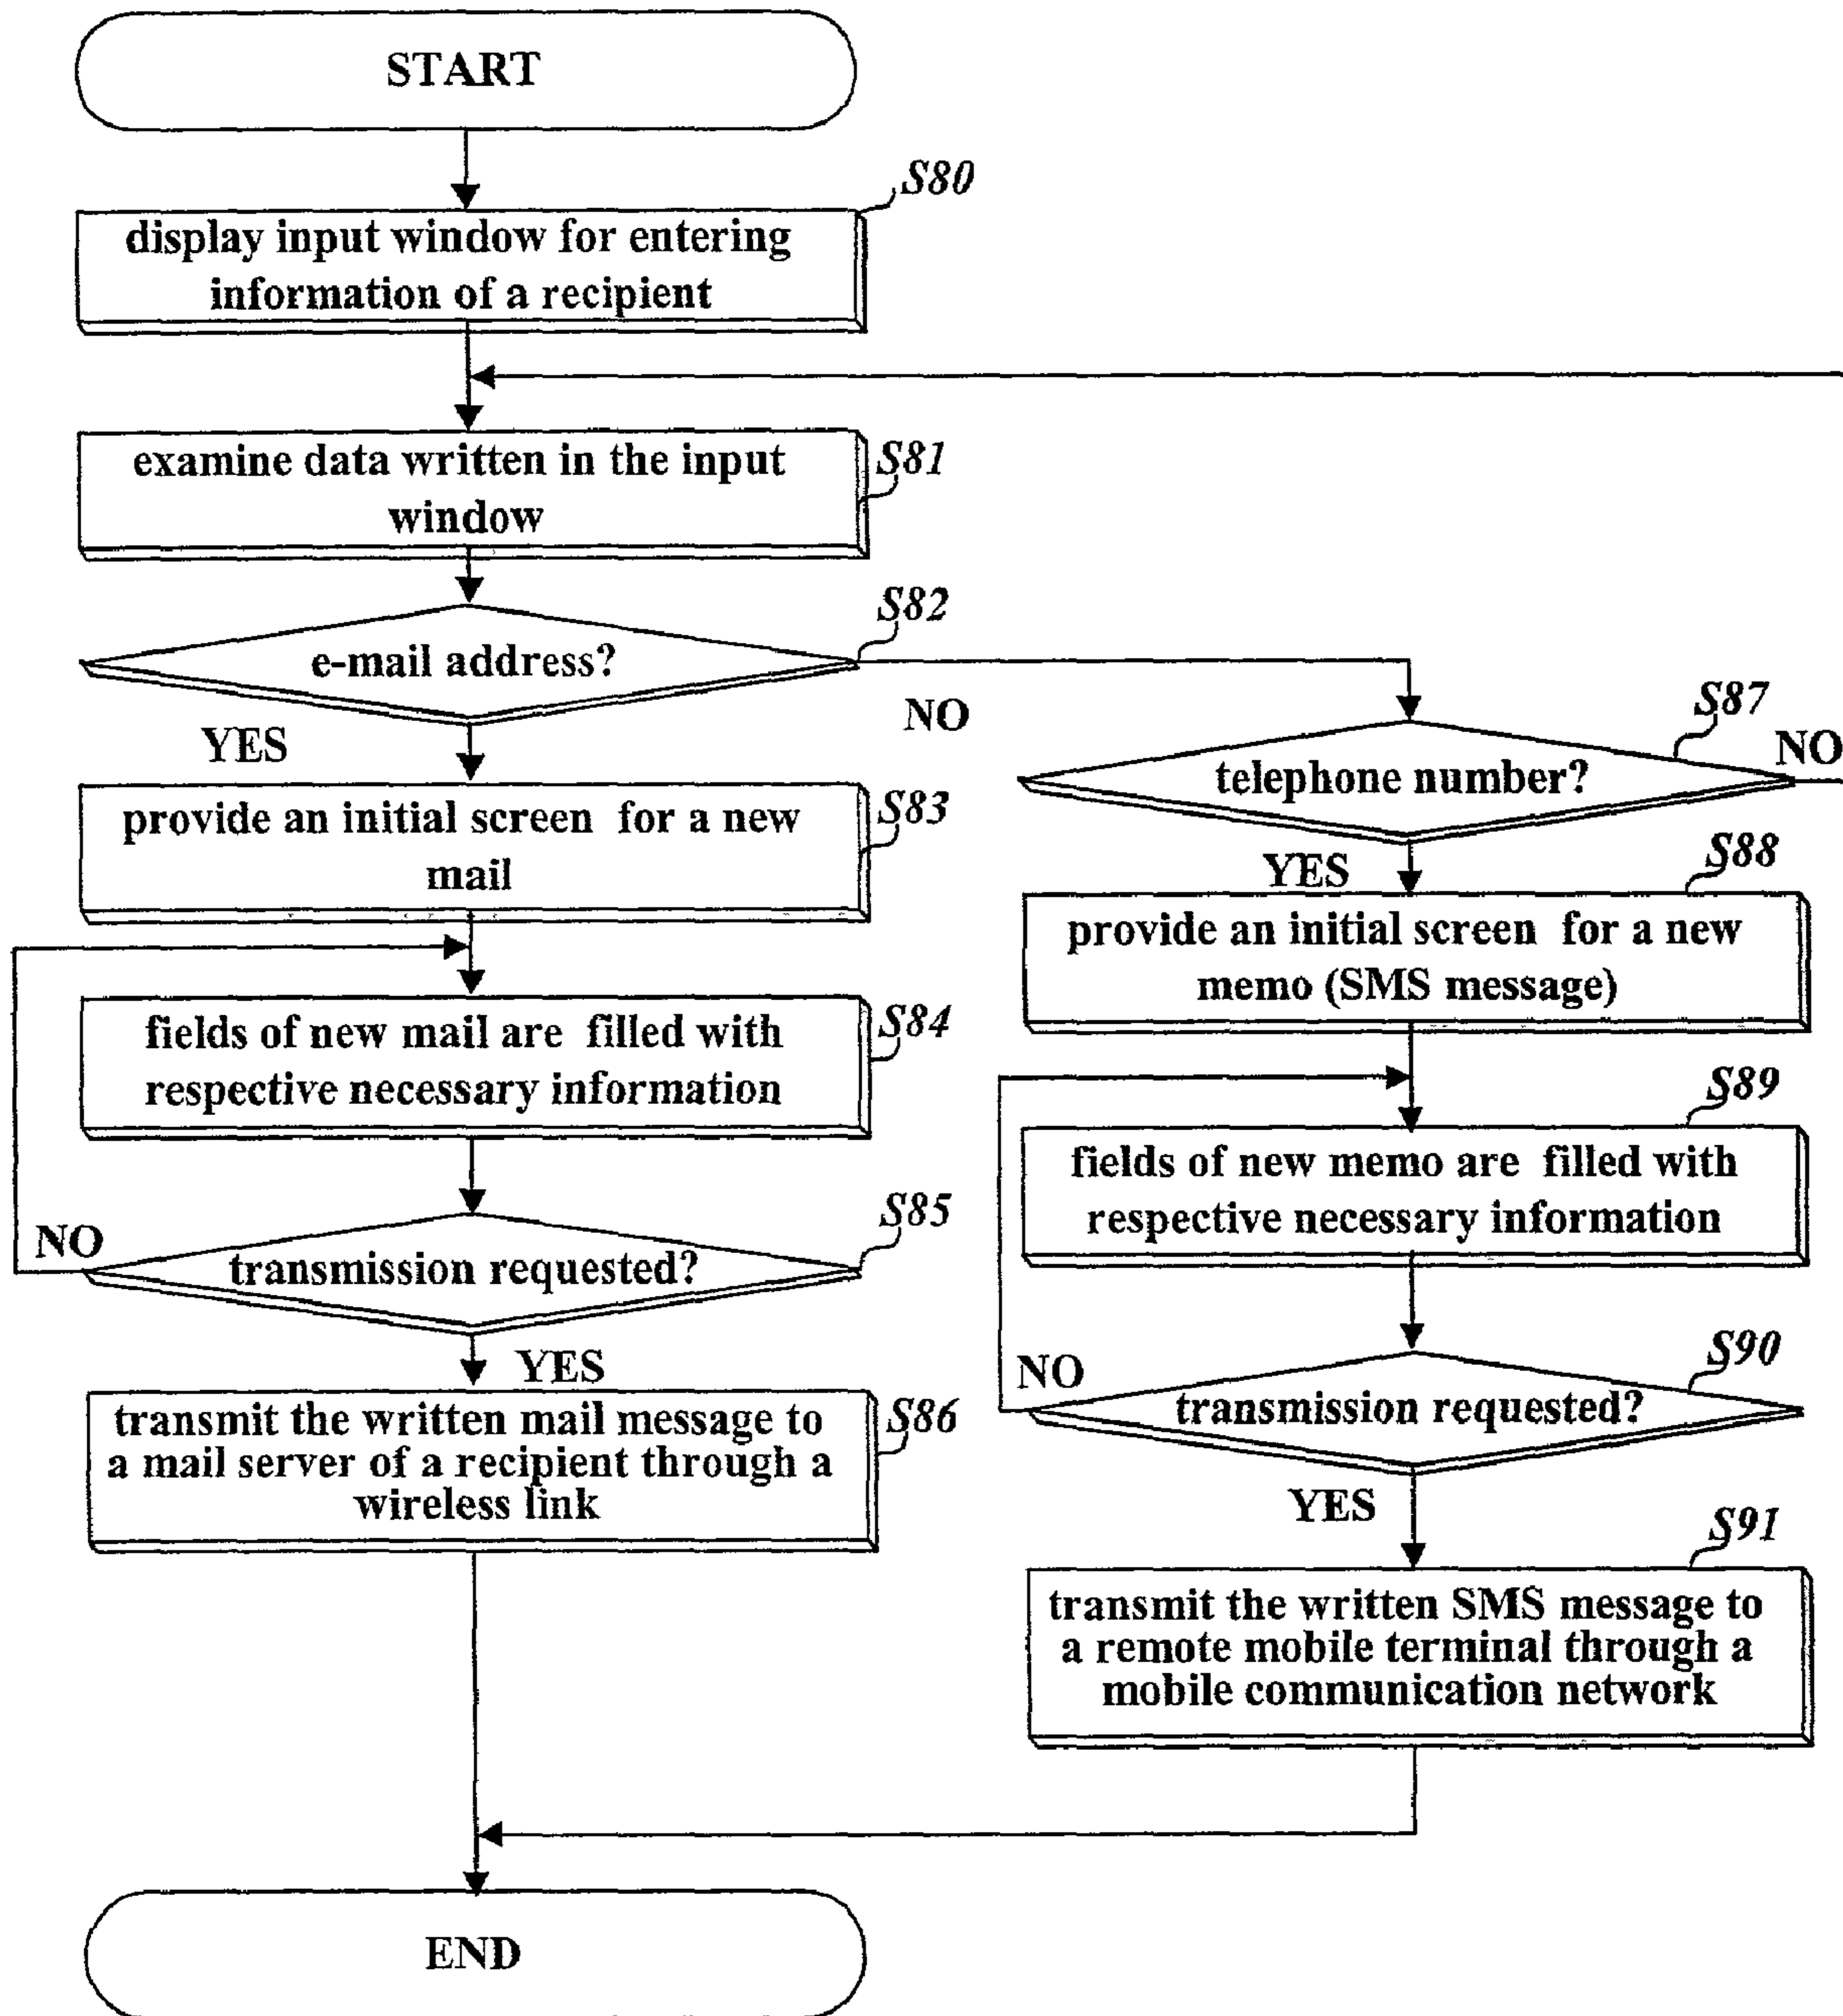 START
S80
display input window for entering
information of a recipient
S81
examine data written in the input
window
S82
e-mail address?
NO
YES
S83
provide an initial screen for a new
mail
S84
fields of new mail are filled with
respective necessary information
S85
NO
transmission requested?
YES
S86
transmit the written mail message to
a mail server of a recipient through a
wireless link
S87
NO
telephone number?
YES
S88
provide an initial screen for a new
memo (SMS message)
S89
fields of new memo are filled with
respective necessary information
S90
NO
transmission requested?
YES
S91
transmit the written SMS message to
a remote mobile terminal through a
mobile communication network
END